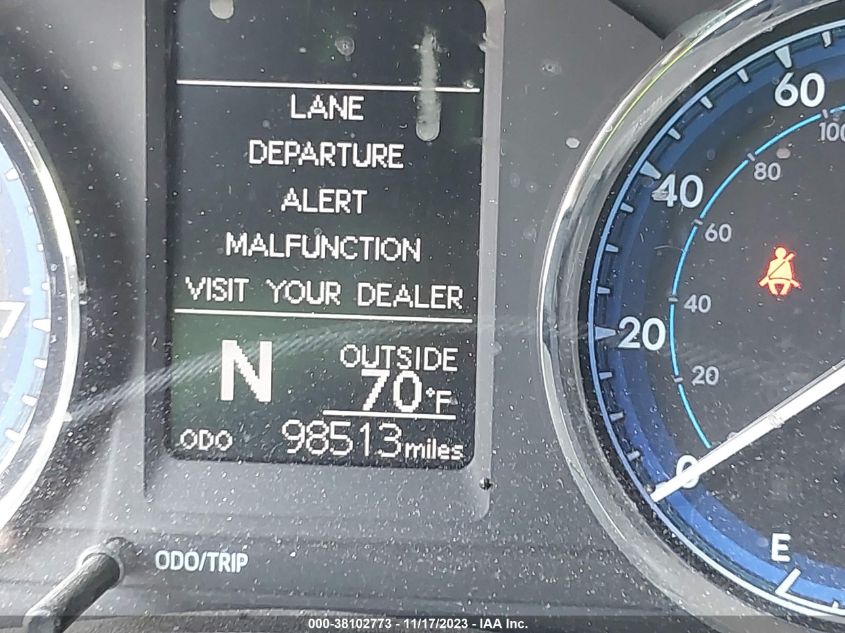 LANE
DEPARTURE
ALERT
MALFUNCTION
VISIT YOUR DEALER
N
OUTSIDE
70°F
ODO 98513 miles
ODO/TRIP
60
100
80
40
60
40
20
20
0
E
7
000-38102773 - 11/17/2023 - IAA Inc.